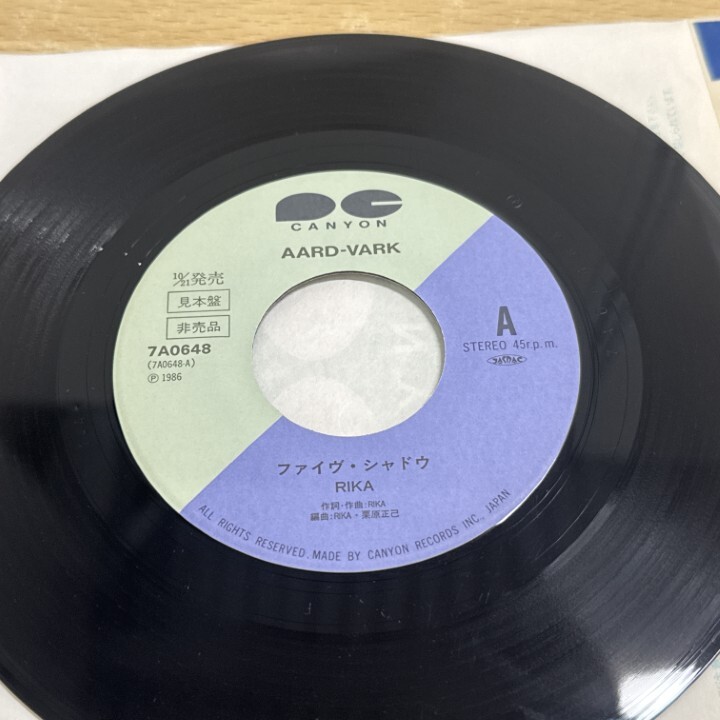 CANYON
AARD-VARK
10/21発売
見本盤
非売品
7A0648
(7A0648-A)
Ⓟ 1986
A
STEREO 45r.p.m.
ファイヴ・シャドウ
RIKA
作詞・作曲:RIKA
編曲:RIKA・栗原正己
ALL RIGHTS RESERVED. MADE BY CANYON RECORDS INC., JAPAN